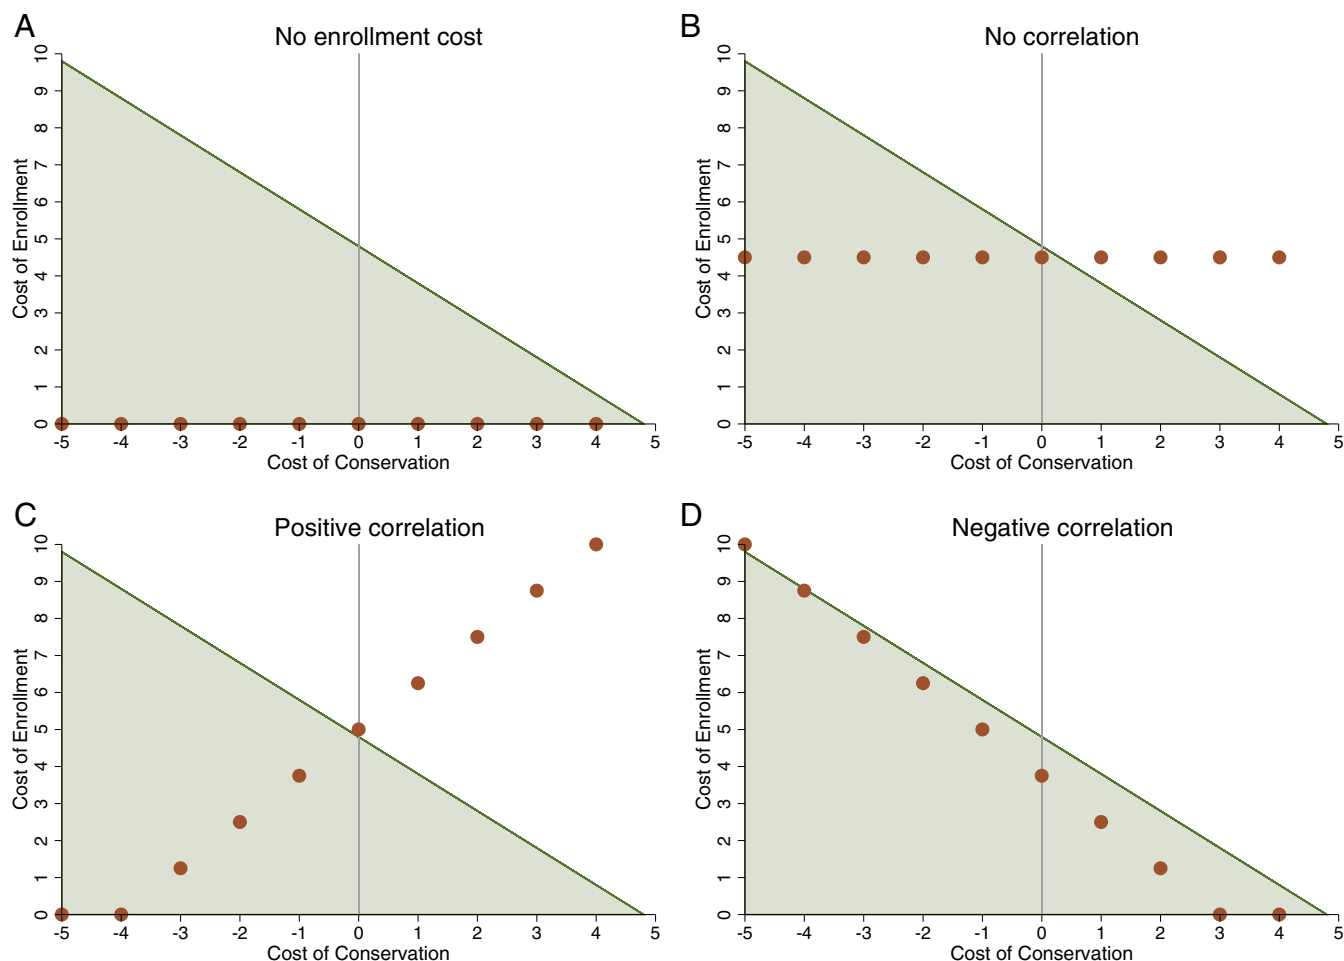 A
No enrollment cost
Cost of Enrollment
10
9
8
7
6
5
4
3
2
1
0
-5 -4 -3 -2 -1 0 1 2 3 4 5
Cost of Conservation
B
No correlation
Cost of Enrollment
10
9
8
7
6
5
4
3
2
1
0
-5 -4 -3 -2 -1 0 1 2 3 4 5
Cost of Conservation
C
Positive correlation
Cost of Enrollment
10
9
8
7
6
5
4
3
2
1
0
-5 -4 -3 -2 -1 0 1 2 3 4 5
Cost of Conservation
D
Negative correlation
Cost of Enrollment
10
9
8
7
6
5
4
3
2
1
0
-5 -4 -3 -2 -1 0 1 2 3 4 5
Cost of Conservation